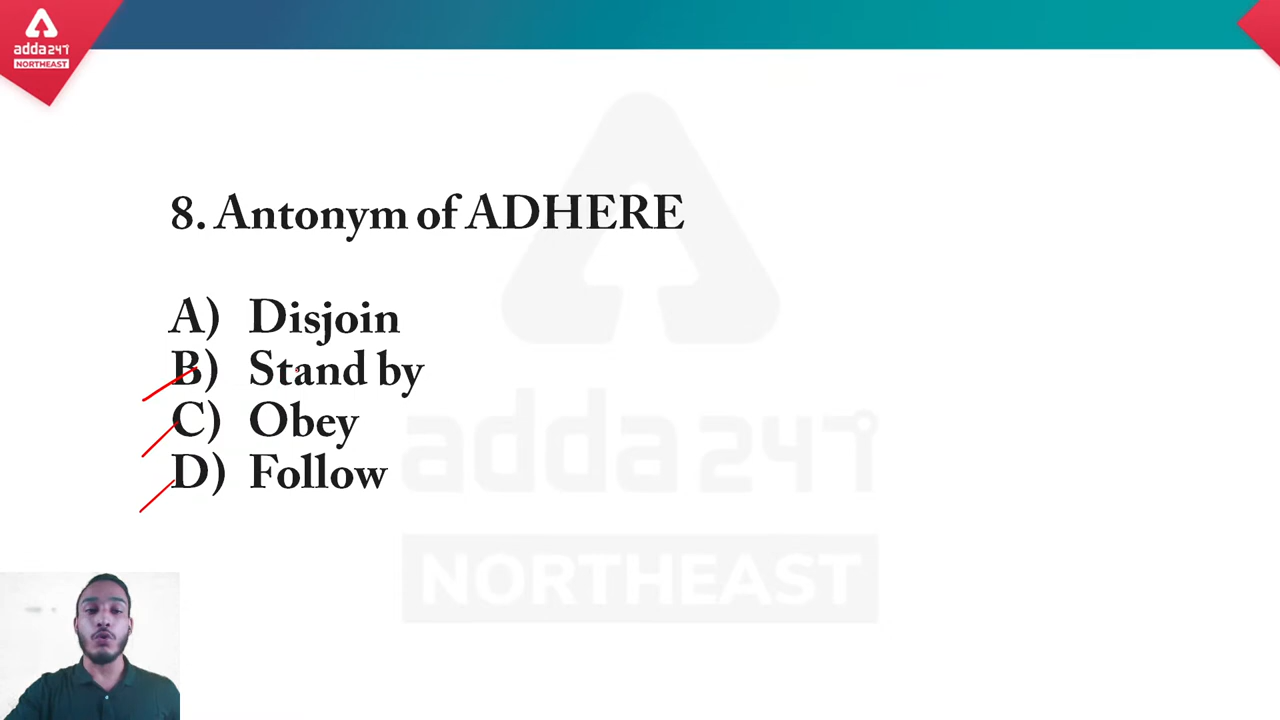 adda247
NORTHEAST
8. Antonym of ADHERE
A) Disjoin
B) Stand by
C) Obey
D) Follow
adda247
NORTHEAST